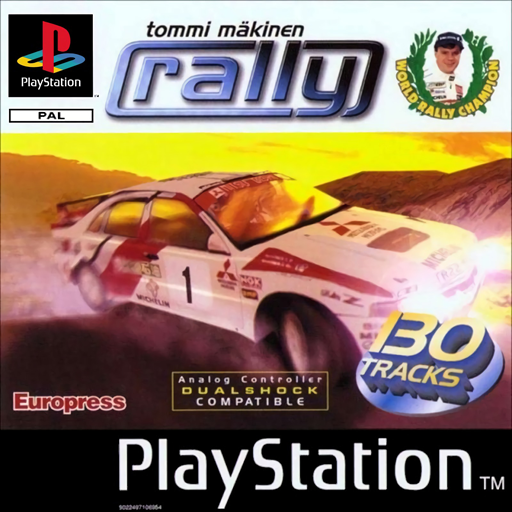 PlayStation
PAL
tommi mäkinen
rally
WORLD RALLY CHAMPION
1
MITSUBISHI
MICHELIN
130
TRACKS
Analog Controller
DUALSHOCK
COMPATIBLE
Europress
PlayStation TM